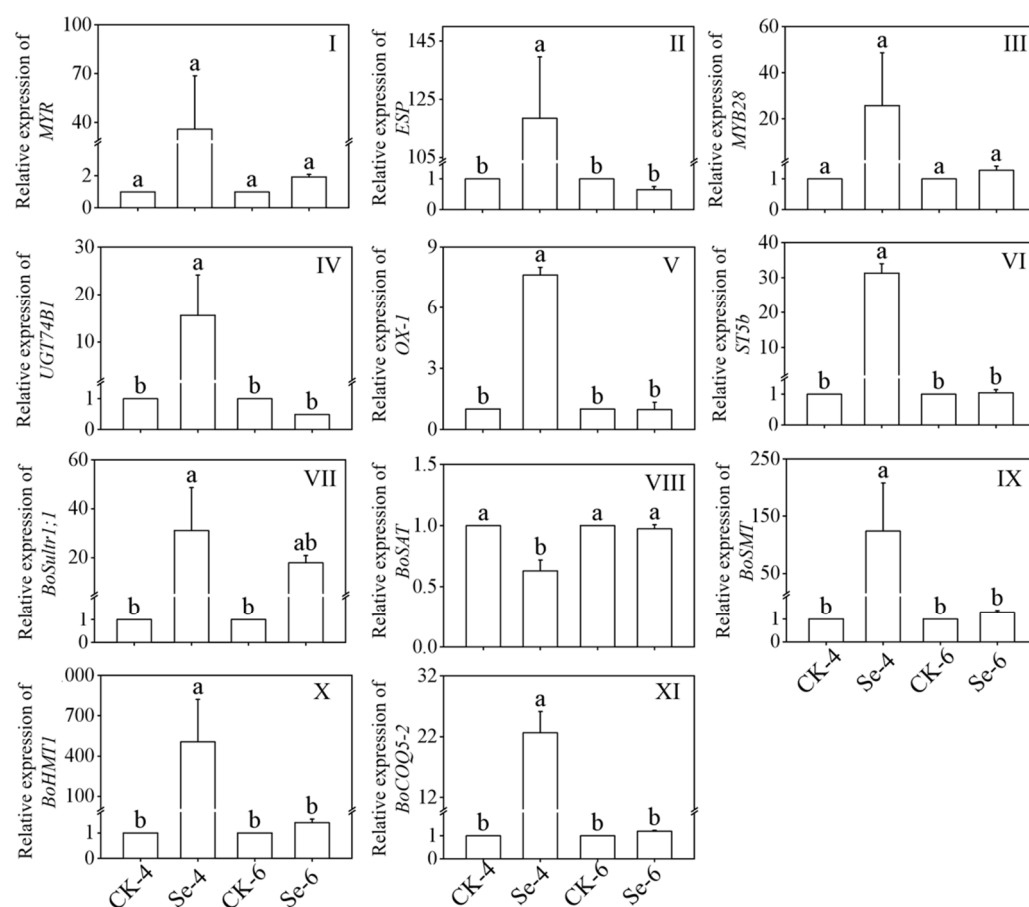 Relative expression of
MYR
100
70
40
2
1
0
I
a
a
a
a
Relative expression of
ESP
145
125
105
1
0
II
b
a
b
b
Relative expression of
MYB28
60
40
20
1
0
III
a
a
a
a
Relative expression of
UGT74B1
30
20
10
1
0
IV
b
a
b
b
Relative expression of
OX-1
9
6
3
0
V
b
a
b
b
Relative expression of
ST5b
40
30
20
10
1
0
VI
b
a
b
b
Relative expression of
BoSultr1;1
60
40
20
1
0
VII
b
a
b
ab
Relative expression of
BoSAT
1.5
1.0
0.5
0.0
VIII
a
b
a
a
Relative expression of
BoSMT
250
150
50
1
0
IX
b
a
b
b
CK-4
Se-4
CK-6
Se-6
Relative expression of
BoHMT1
000
700
400
100
1
0
X
b
a
b
b
CK-4
Se-4
CK-6
Se-6
Relative expression of
BoCOQ5-2
32
22
12
1
0
XI
b
a
b
b
CK-4
Se-4
CK-6
Se-6